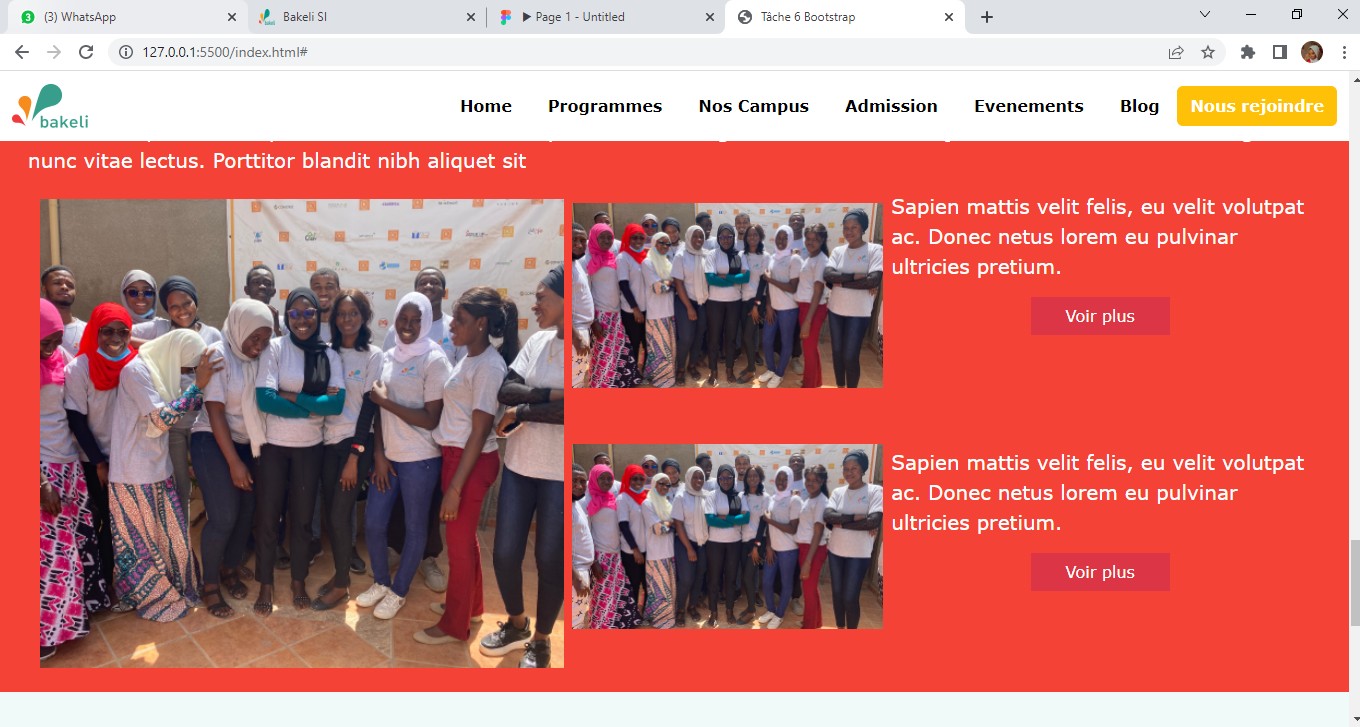 (3) WhatsApp
Bakeli SI
Page 1 - Untitled
Tâche 6 Bootstrap
127.0.0.1:5500/index.html#
bakeli
Home
Programmes
Nos Campus
Admission
Evenements
Blog
Nous rejoindre
nunc vitae lectus. Porttitor blandit nibh aliquet sit
Sapien mattis velit felis, eu velit volutpat
ac. Donec netus lorem eu pulvinar
ultricies pretium.
Voir plus
Sapien mattis velit felis, eu velit volutpat
ac. Donec netus lorem eu pulvinar
ultricies pretium.
Voir plus